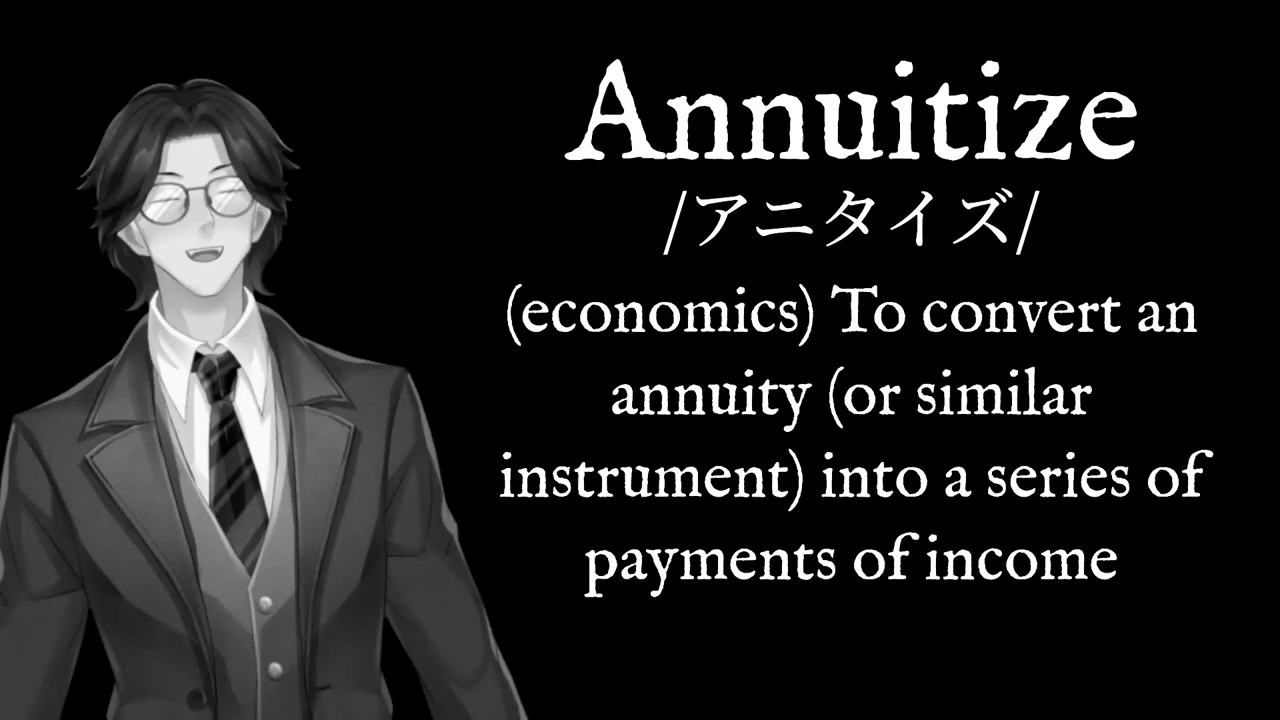 Annuitize
/アニタイズ/
(economics) To convert an
annuity (or similar
instrument) into a series of
payments of income